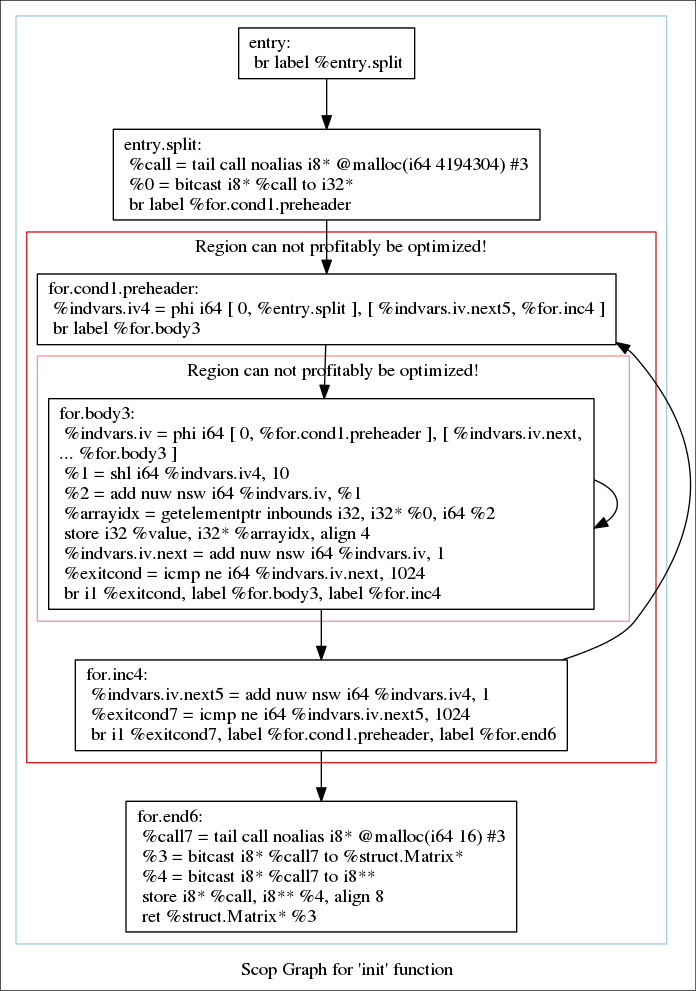 entry:
br label %entry.split
entry.split:
%call = tail call noalias i8* @malloc(i64 4194304) #3
%0 = bitcast i8* %call to i32*
br label %for.cond1.preheader
Region can not profitably be optimized!
for.cond1.preheader:
%indvars.iv4 = phi i64 [ 0, %entry.split ], [ %indvars.iv.next5, %for.inc4 ]
br label %for.body3
Region can not profitably be optimized!
for.body3:
%indvars.iv = phi i64 [ 0, %for.cond1.preheader ], [ %indvars.iv.next,
... %for.body3 ]
%1 = shl i64 %indvars.iv4, 10
%2 = add nuw nsw i64 %indvars.iv, %1
%arrayidx = getelementptr inbounds i32, i32* %0, i64 %2
store i32 %value, i32* %arrayidx, align 4
%indvars.iv.next = add nuw nsw i64 %indvars.iv, 1
%exitcond = icmp ne i64 %indvars.iv.next, 1024
br i1 %exitcond, label %for.body3, label %for.inc4
for.inc4:
%indvars.iv.next5 = add nuw nsw i64 %indvars.iv4, 1
%exitcond7 = icmp ne i64 %indvars.iv.next5, 1024
br i1 %exitcond7, label %for.cond1.preheader, label %for.end6
for.end6:
%call7 = tail call noalias i8* @malloc(i64 16) #3
%3 = bitcast i8* %call7 to %struct.Matrix*
%4 = bitcast i8* %call7 to i8**
store i8* %call, i8** %4, align 8
ret %struct.Matrix* %3
Scop Graph for 'init' function